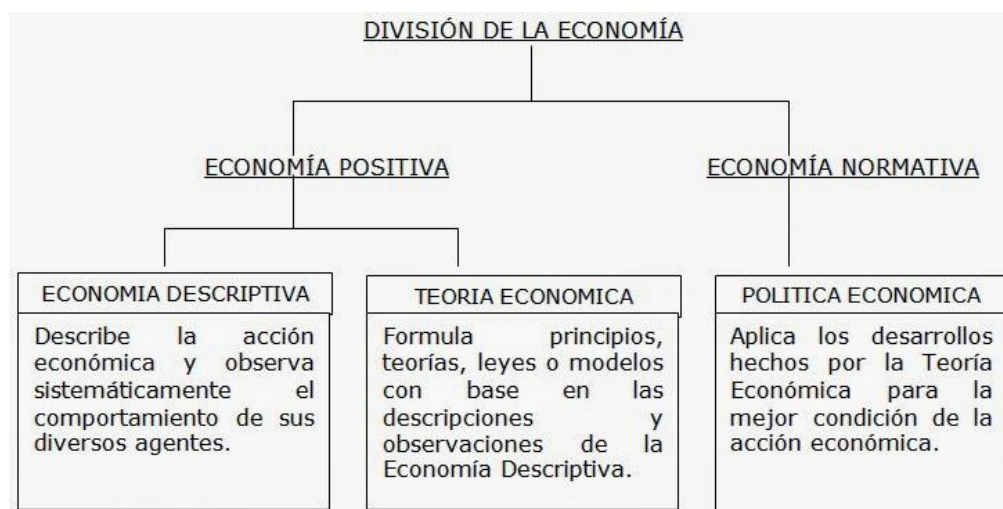 DIVISIÓN DE LA ECONOMÍA
ECONOMÍA POSITIVA
ECONOMÍA NORMATIVA
ECONOMIA DESCRIPTIVA
Describe la acción
económica y observa
sistemáticamente el
comportamiento de sus
diversos agentes.
TEORIA ECONOMICA
Formula principios,
teorías, leyes o modelos
con base en las
descripciones y
observaciones de la
Economía Descriptiva.
POLITICA ECONOMICA
Aplica los desarrollos
hechos por la Teoría
Económica para la
mejor condición de la
acción económica.